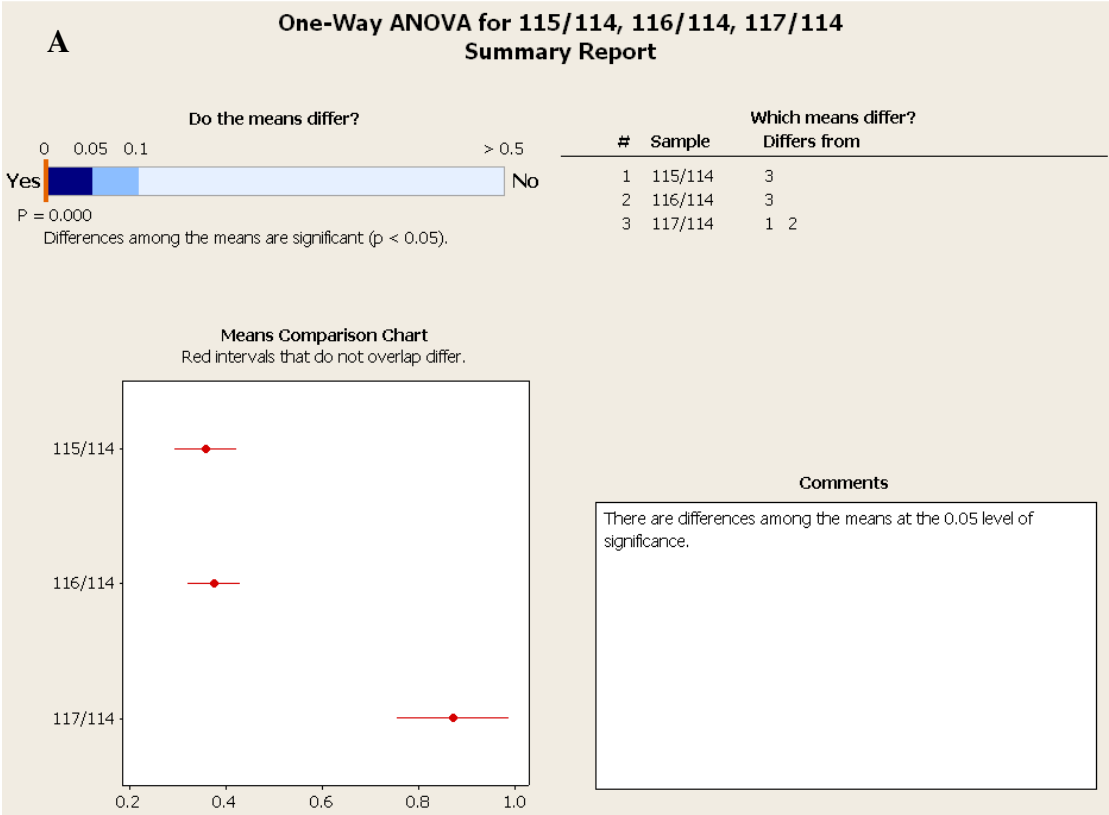 A
One-Way ANOVA for 115/114, 116/114, 117/114
Summary Report
Do the means differ?
0 0.05 0.1 > 0.5
Yes No
P = 0.000
Differences among the means are significant (p < 0.05).
Which means differ?
# Sample Differs from
1 115/114 3
2 116/114 3
3 117/114 1 2
Means Comparison Chart
Red intervals that do not overlap differ.
115/114
116/114
117/114
0.2 0.4 0.6 0.8 1.0
Comments
There are differences among the means at the 0.05 level of
significance.